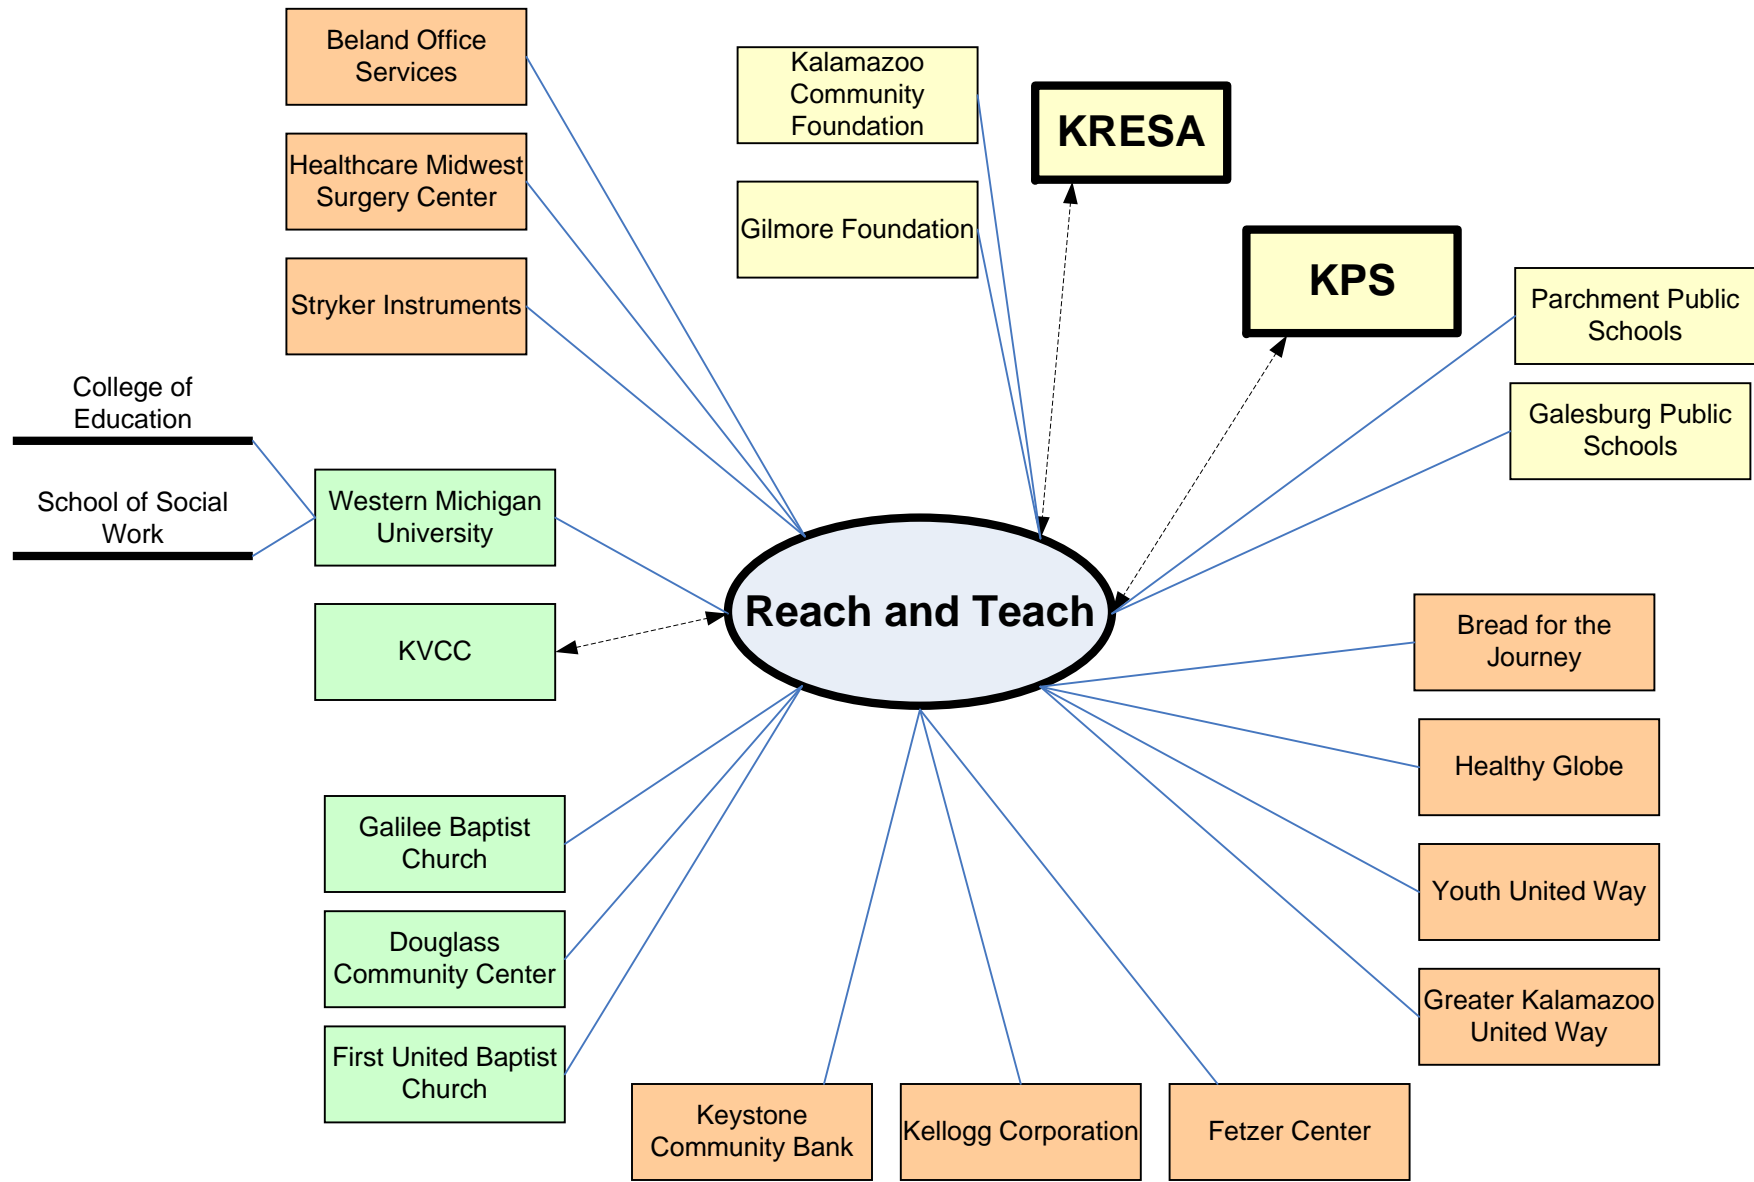 Beland Office
Services
Kalamazoo
Community
Foundation
KRESA
Healthcare Midwest
Surgery Center
Gilmore Foundation
KPS
Stryker Instruments
Parchment Public
Schools
College of
Education
Galesburg Public
Schools
School of Social
Work
Western Michigan
University
Reach and Teach
KVCC
Bread for the
Journey
Healthy Globe
Galilee Baptist
Church
Youth United Way
Douglass
Community Center
Greater Kalamazoo
United Way
First United Baptist
Church
Keystone
Community Bank
Kellogg Corporation
Fetzer Center